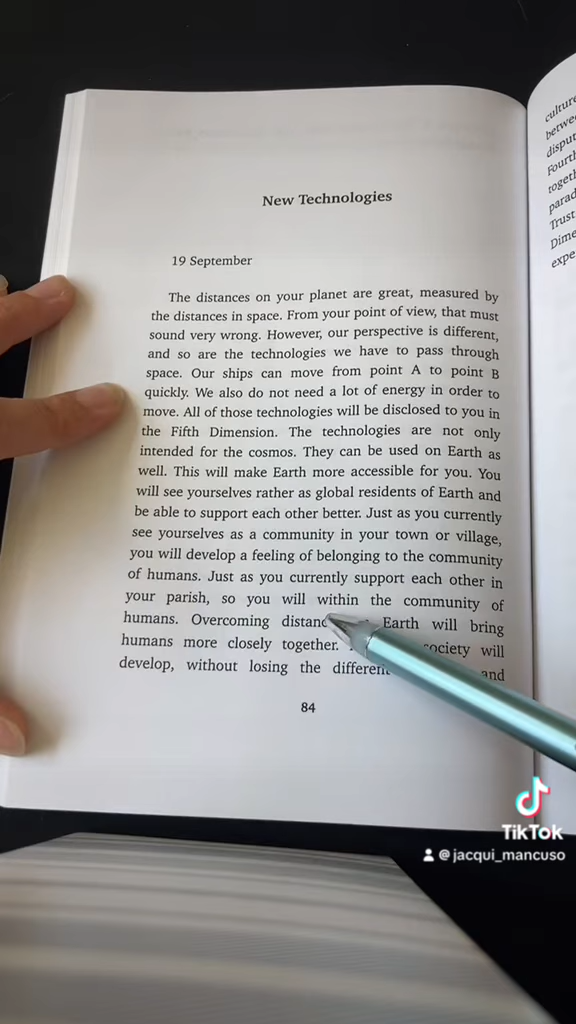 New Technologies
19 September
The distances on your planet are great, measured by
the distances in space. From your point of view, that must
sound very wrong. However, our perspective is different,
and so are the technologies we have to pass through
space. Our ships can move from point A to point B
quickly. We also do not need a lot of energy in order to
move. All of those technologies will be disclosed to you in
the Fifth Dimension. The technologies are not only
intended for the cosmos. They can be used on Earth as
well. This will make Earth more accessible for you. You
will see yourselves rather as global residents of Earth and
be able to support each other better. Just as you currently
see yourselves as a community in your town or village,
you will develop a feeling of belonging to the community
of humans. Just as you currently support each other in
your parish, so you will within the community of
humans. Overcoming Earth will bring
humans more closely together. will
develop, without losing the and
84
culture
betwe
disput
Fourth
togeth
parad
Trust
Dime
expe
TikTok
@jacqui_mancuso